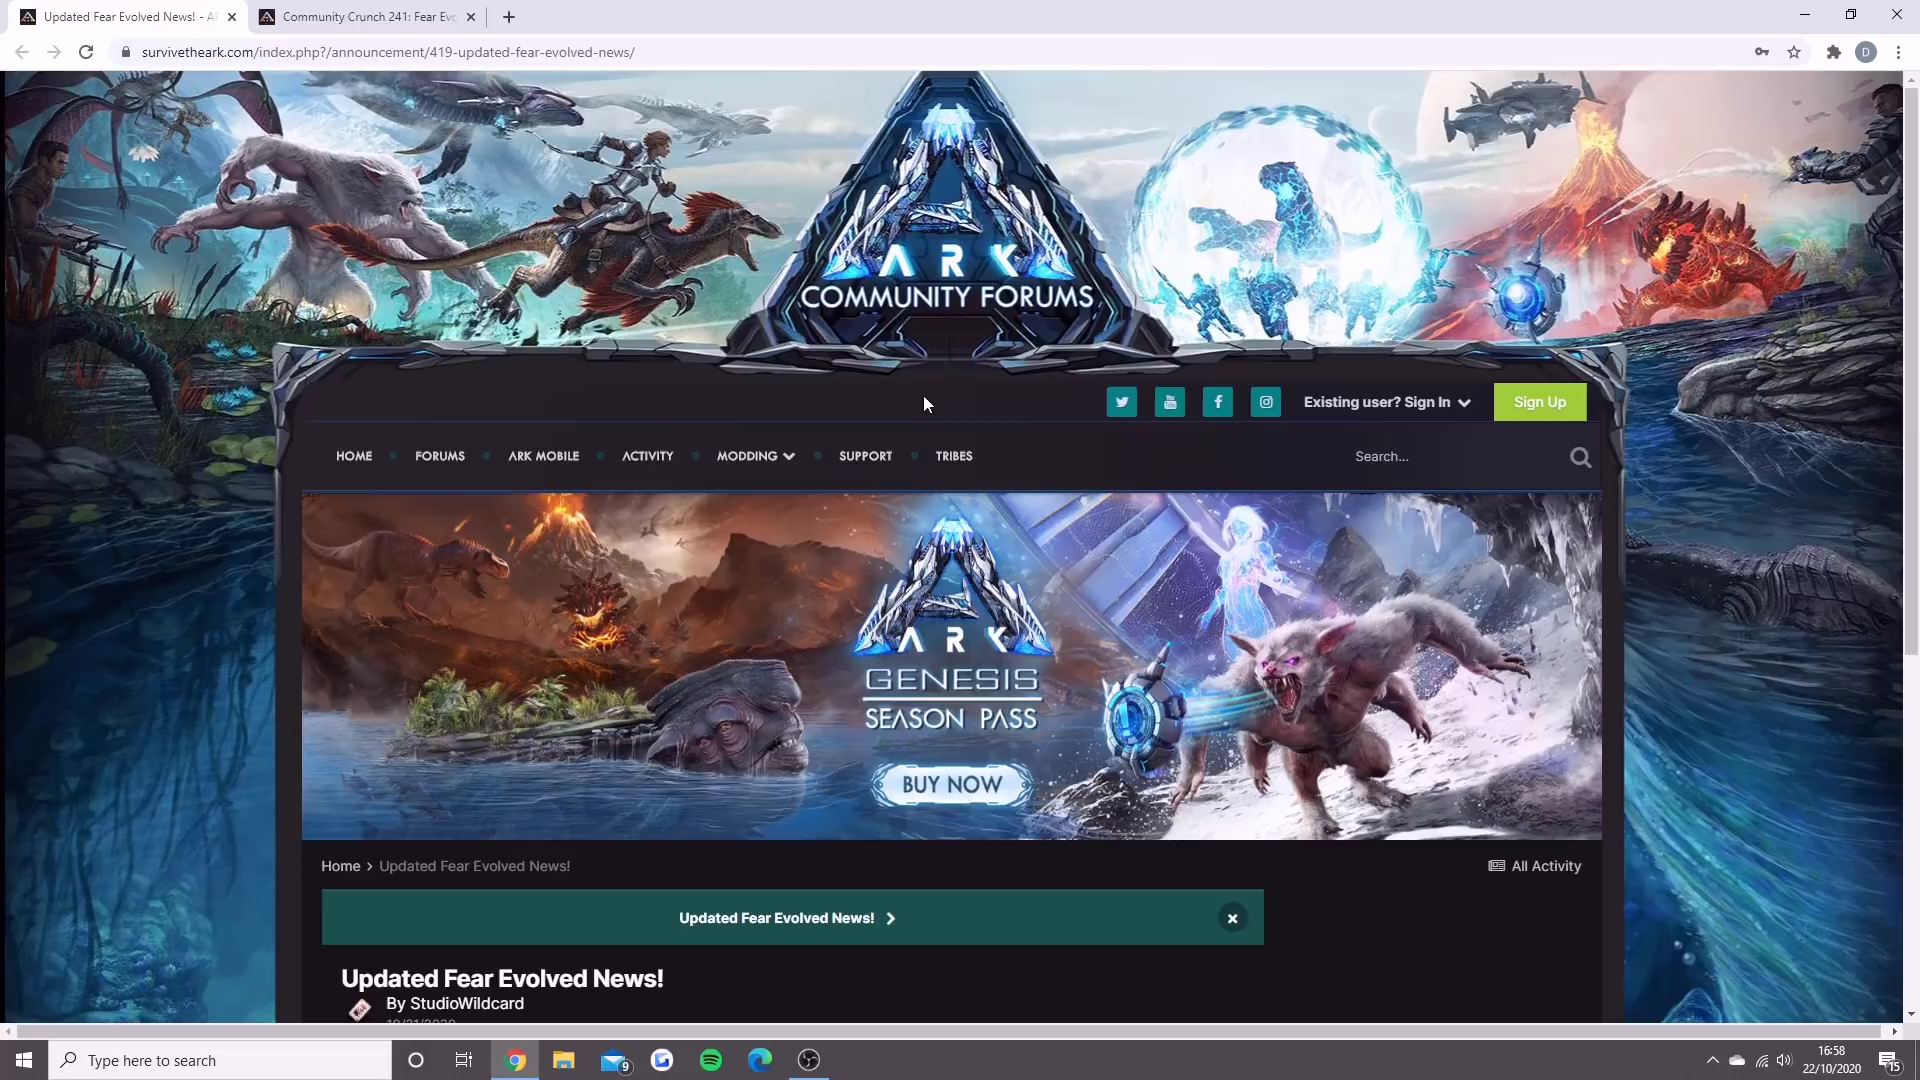 Updated Fear Evolved News! - A
Community Crunch 241: Fear Evo
survivetheark.com/index.php?/announcement/419-updated-fear-evolved-news/
D
ARK
COMMUNITY FORUMS
Existing user? Sign In
Sign Up
HOME
FORUMS
ARK MOBILE
ACTIVITY
MODDING
SUPPORT
TRIBES
Search...
ARK
GENESIS
SEASON PASS
BUY NOW
Home > Updated Fear Evolved News!
All Activity
Updated Fear Evolved News!
Updated Fear Evolved News!
By StudioWildcard
10/21/2020
Type here to search
9
16:58
22/10/2020
15